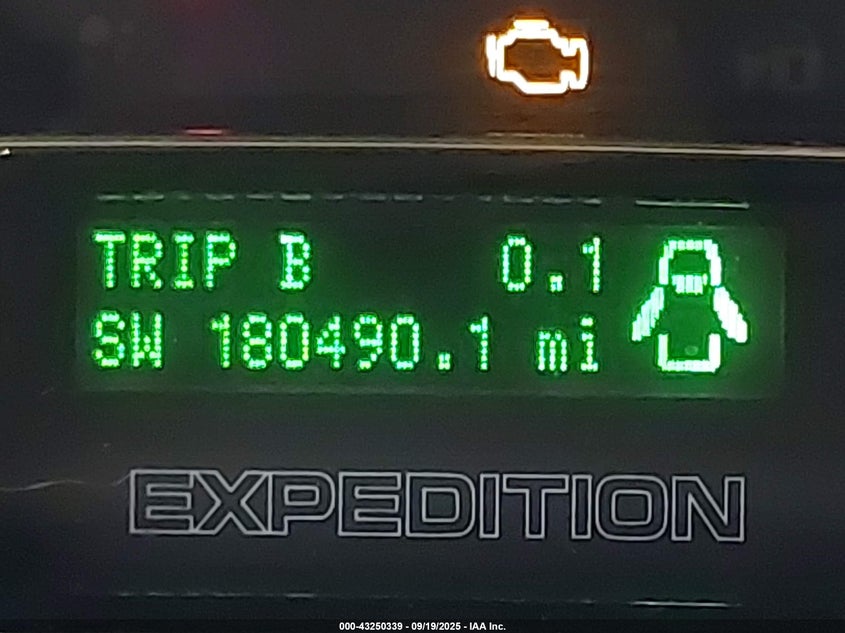 TRIP B 0.1
SW 180490.1 mi
EXPEDITION
000-43250339 - 09/19/2025 - IAA Inc.